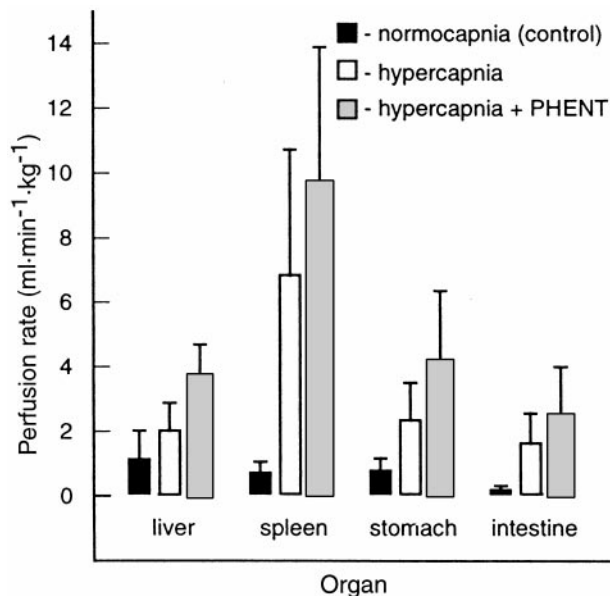 - normocapnia (control)
- hypercapnia
- hypercapnia + PHENT
Perfusion rate (ml·min⁻¹·kg⁻¹)
14
12
10
8
6
4
2
0
liver spleen stomach intestine
Organ